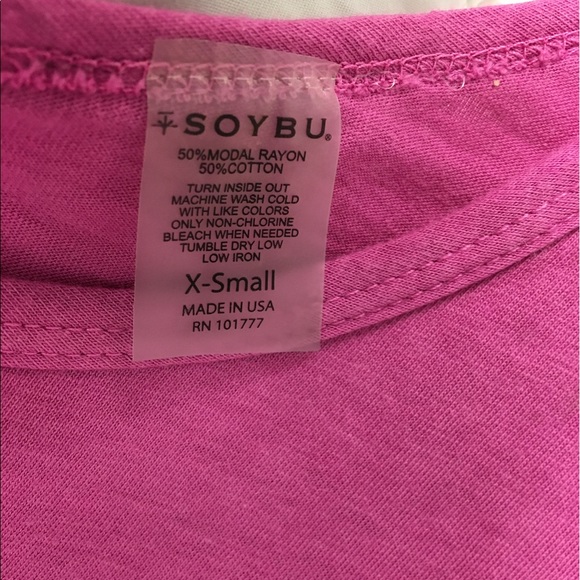 SOYBU®
50%MODAL RAYON
50%COTTON
TURN INSIDE OUT
MACHINE WASH COLD
WITH LIKE COLORS
ONLY NON-CHLORINE
BLEACH WHEN NEEDED
TUMBLE DRY LOW
LOW IRON
X-Small
MADE IN USA
RN 101777